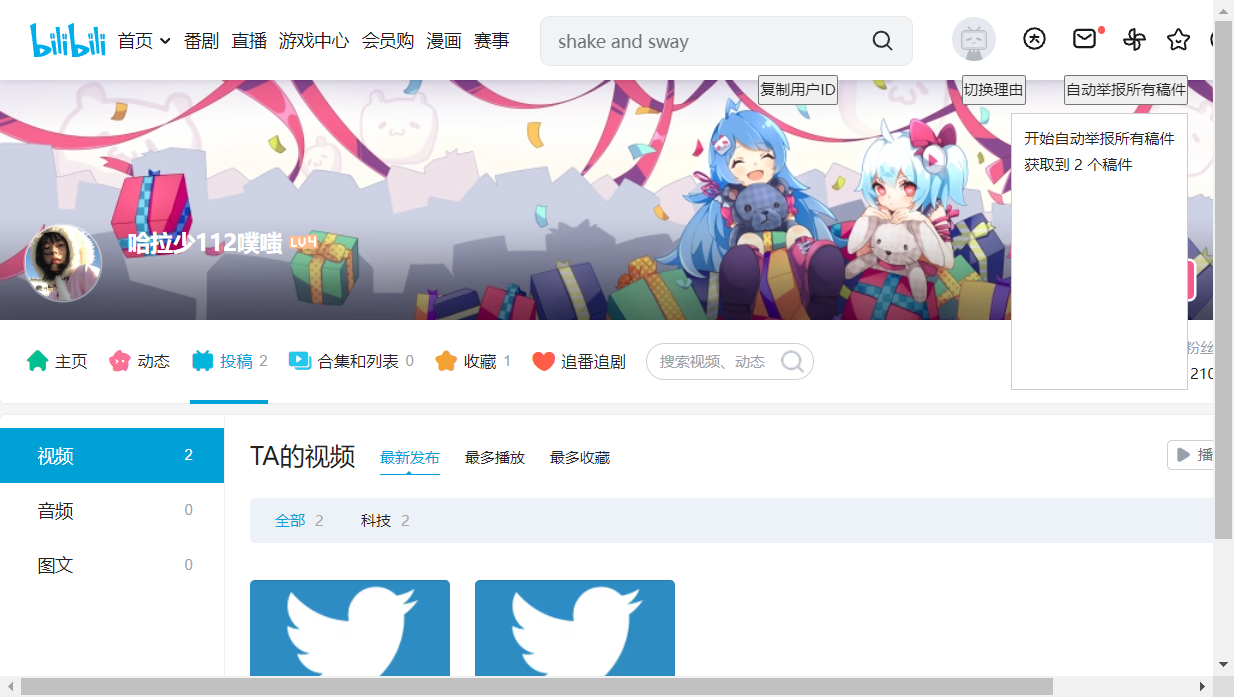 bilibili 首页 番剧 直播 游戏中心 会员购 漫画 赛事 shake and sway
复制用户ID 切换理由 自动举报所有稿件
开始自动举报所有稿件
获取到 2 个稿件
哈拉少112噗嗤 LV4
主页 动态 投稿 2 合集和列表 0 收藏 1 追番追剧 搜索视频、动态
粉丝
210
视频 2
音频 0
图文 0
TA的视频 最新发布 最多播放 最多收藏 播
全部 2 科技 2